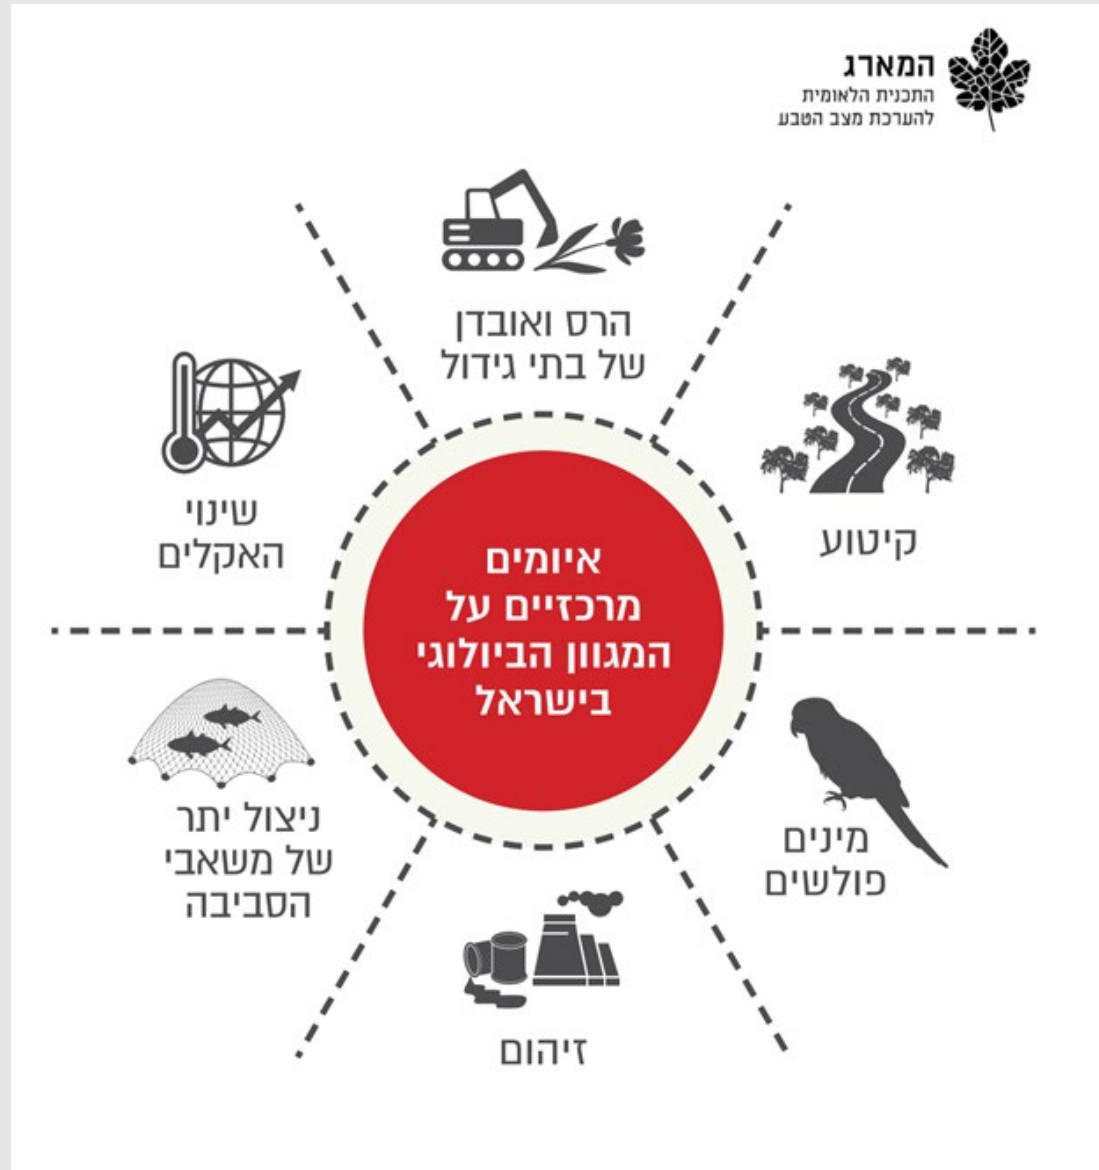 המארג
התכנית הלאומית
להערכת מצב הטבע
הרס ואובדן
של בתי גידול
קיטוע
מינים
פולשים
זיהום
ניצול יתר
של משאבי
הסביבה
שינוי
האקלים
איומים
מרכזיים על
המגוון הביולוגי
בישראל